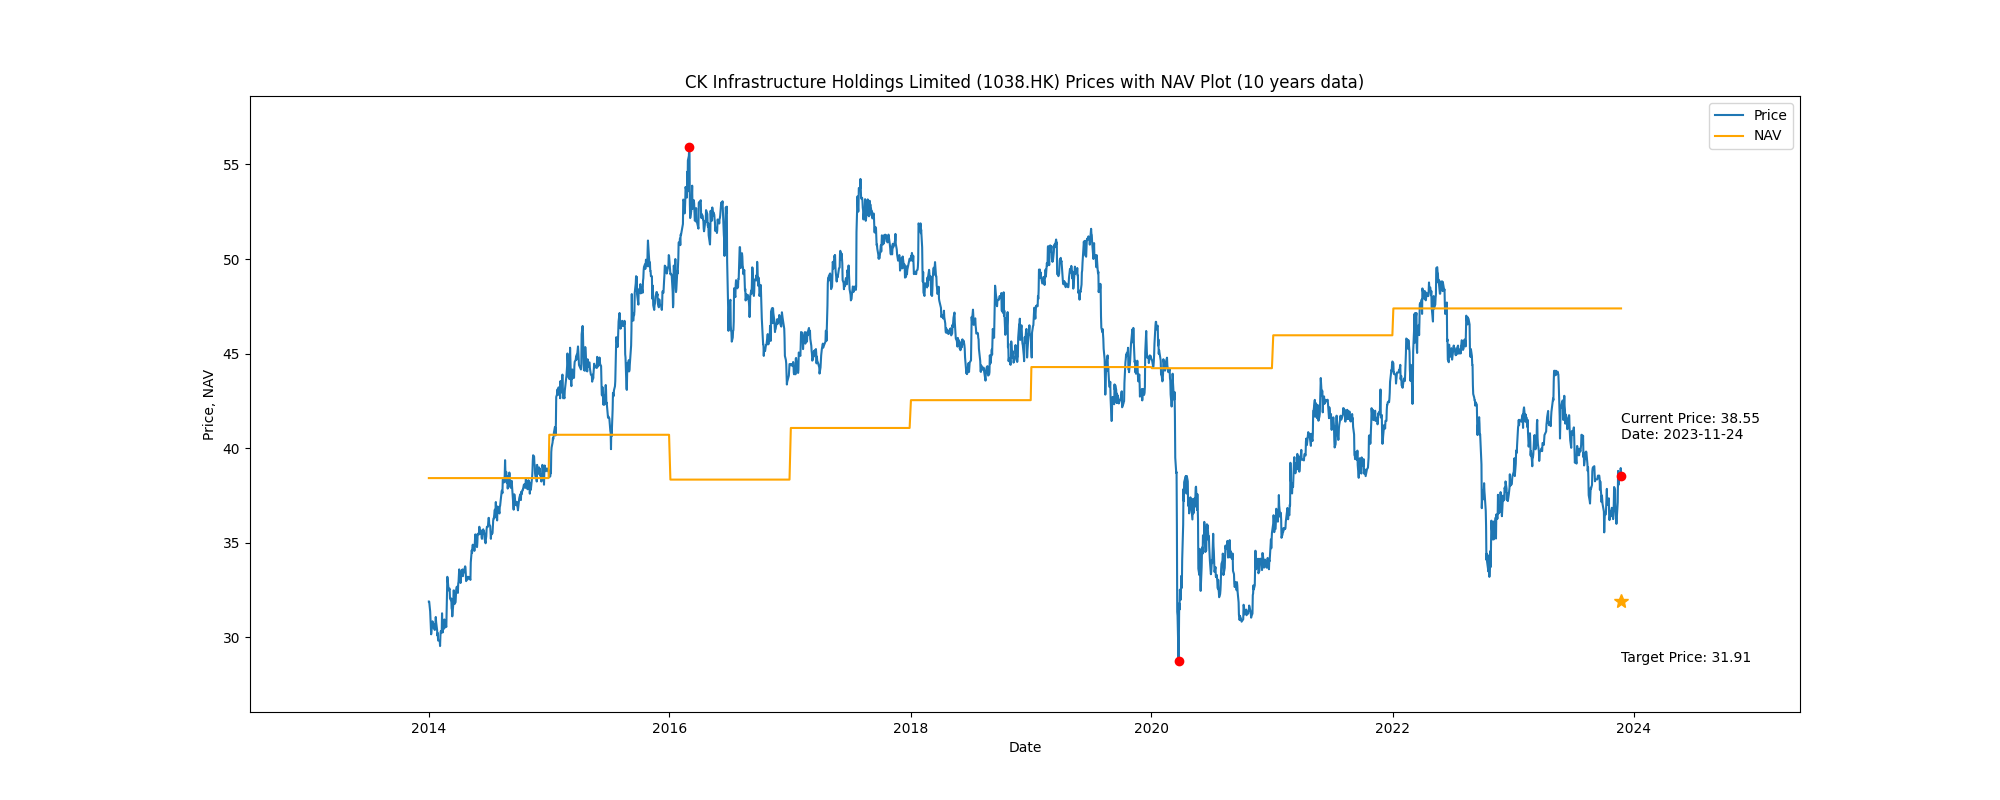 CK Infrastructure Holdings Limited (1038.HK) Prices with NAV Plot (10 years data)
Price
NAV
55
50
45
40
35
30
Price, NAV
Current Price: 38.55
Date: 2023-11-24
Target Price: 31.91
2014
2016
2018
2020
2022
2024
Date